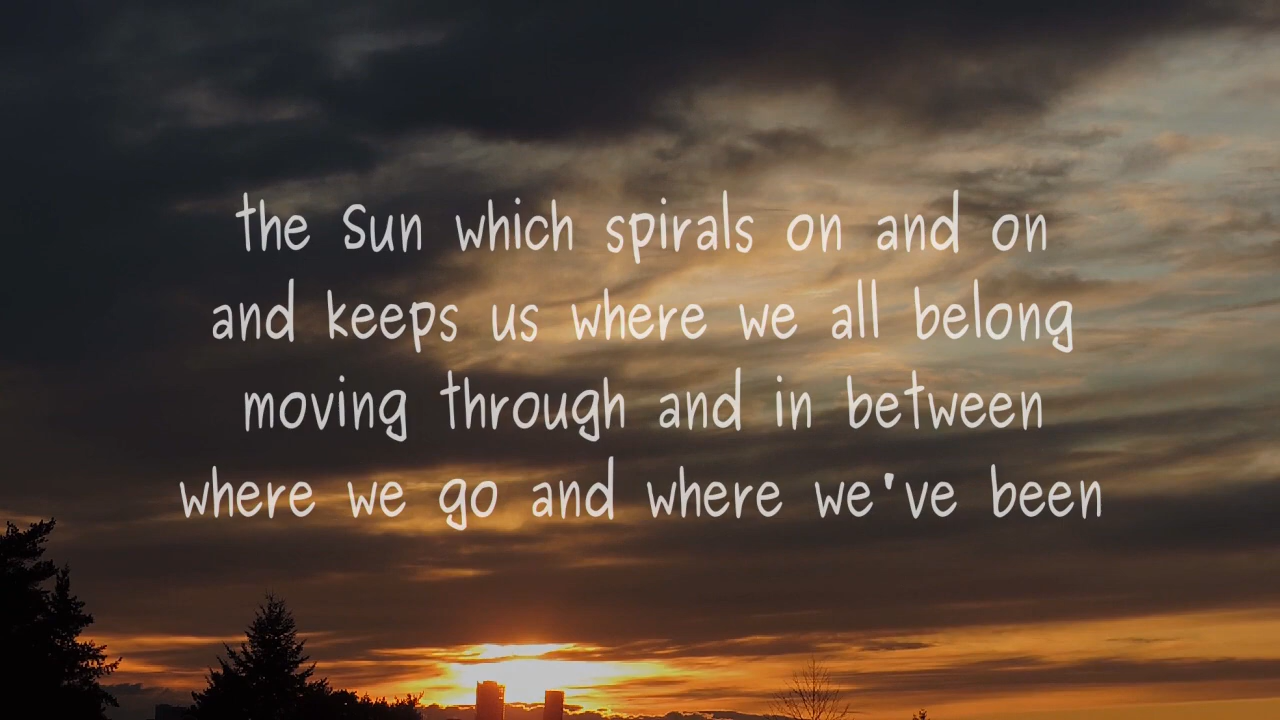 the Sun which spirals on and on
and keeps us where we all belong
moving through and in between
where we go and where we've been